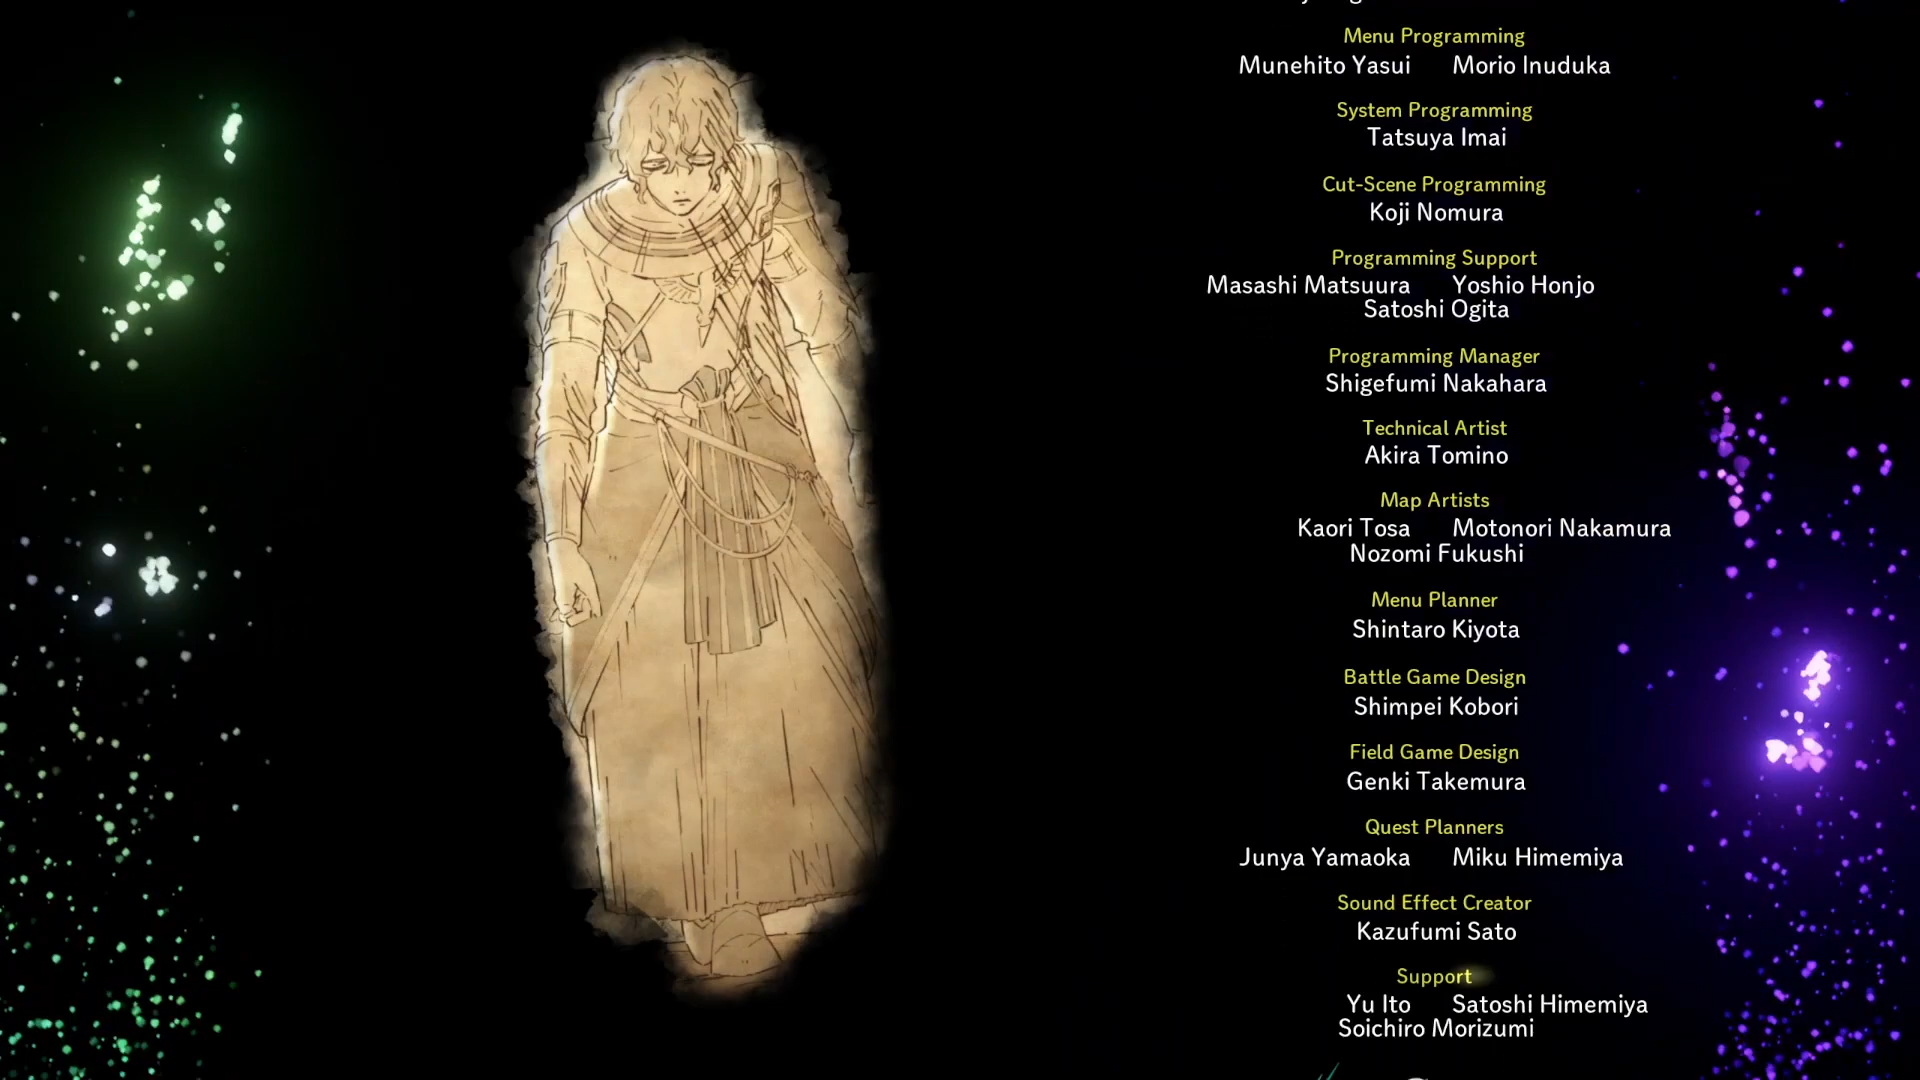 Menu Programming
Munehito Yasui Morio Inuduka
System Programming
Tatsuya Imai
Cut-Scene Programming
Koji Nomura
Programming Support
Masashi Matsuura Yoshio Honjo
Satoshi Ogita
Programming Manager
Shigefumi Nakahara
Technical Artist
Akira Tomino
Map Artists
Kaori Tosa Motonori Nakamura
Nozomi Fukushi
Menu Planner
Shintaro Kiyota
Battle Game Design
Shimpei Kobori
Field Game Design
Genki Takemura
Quest Planners
Junya Yamaoka Miku Himemiya
Sound Effect Creator
Kazufumi Sato
Support
Yu Ito Satoshi Himemiya
Soichiro Morizumi